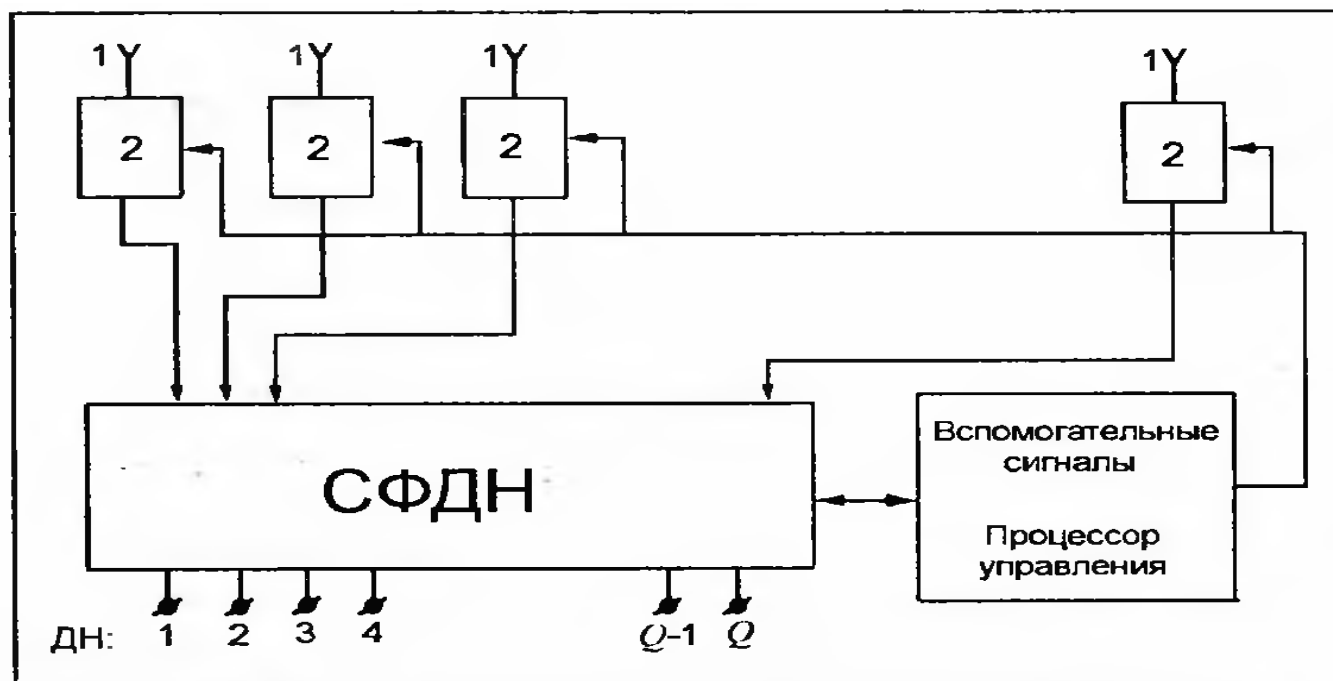 1 1 1 1
2 2 2 2
СФДН
Вспомогательные
сигналы
Процессор
управления
ДН: 1 2 3 4 Q-1 Q